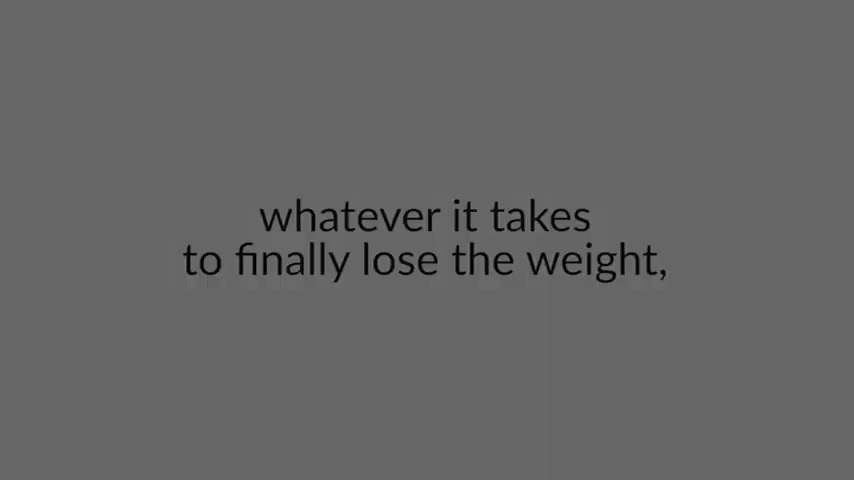 whatever it takes
to finally lose the weight,